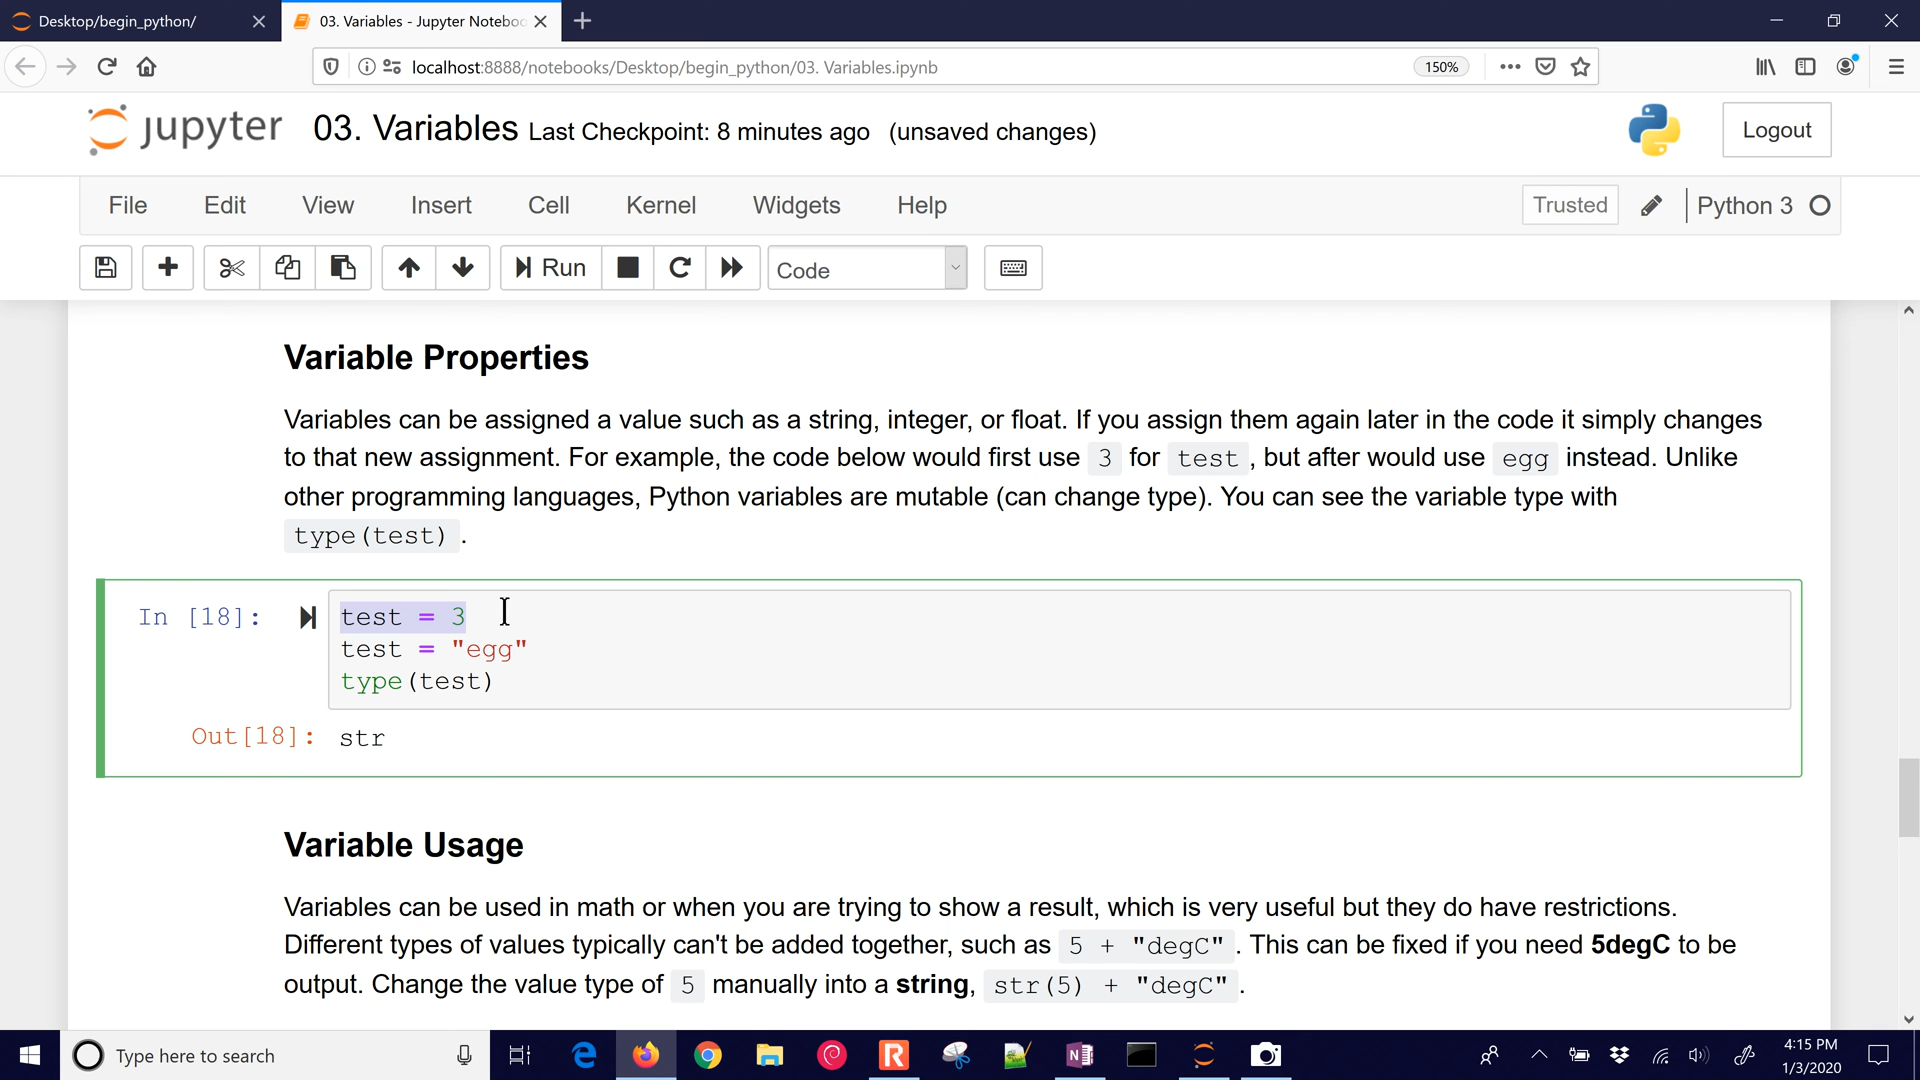 Desktop/begin_python/
03. Variables - Jupyter Noteboo
localhost:8888/notebooks/Desktop/begin_python/03. Variables.ipynb
150%
jupyter
03. Variables Last Checkpoint: 8 minutes ago (unsaved changes)
Logout
File Edit View Insert Cell Kernel Widgets Help
Trusted
Python 3
Run
Code
Variable Properties
Variables can be assigned a value such as a string, integer, or float. If you assign them again later in the code it simply changes
to that new assignment. For example, the code below would first use 3 for test , but after would use egg instead. Unlike
other programming languages, Python variables are mutable (can change type). You can see the variable type with
type(test) .
In [18]: test = 3
test = "egg"
type(test)
Out[18]: str
Variable Usage
Variables can be used in math or when you are trying to show a result, which is very useful but they do have restrictions.
Different types of values typically can't be added together, such as 5 + "degC" . This can be fixed if you need 5degC to be
output. Change the value type of 5 manually into a string, str(5) + "degC" .
Type here to search
4:15 PM
1/3/2020